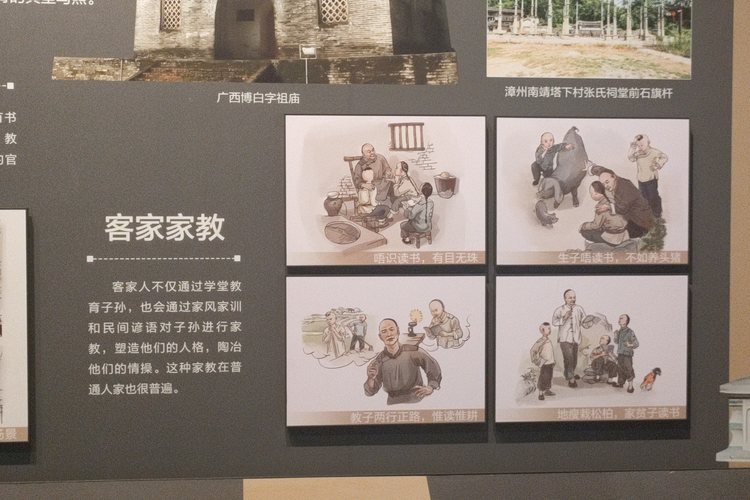 广西博白字祖庙
漳州南靖塔下村张氏祠堂前石旗杆
有书
教
的官
客家家教
客家人不仅通过学堂教
育子孙，也会通过家风家训
和民间谚语对子孙进行家
教，塑造他们的人格，陶冶
他们的情操。这种家教在普
通人家也很普遍。
唔识读书，有目无珠
生子唔读书，不如养头猪
教子两行正路，惟读惟耕
地瘦栽松柏，家贫子读书